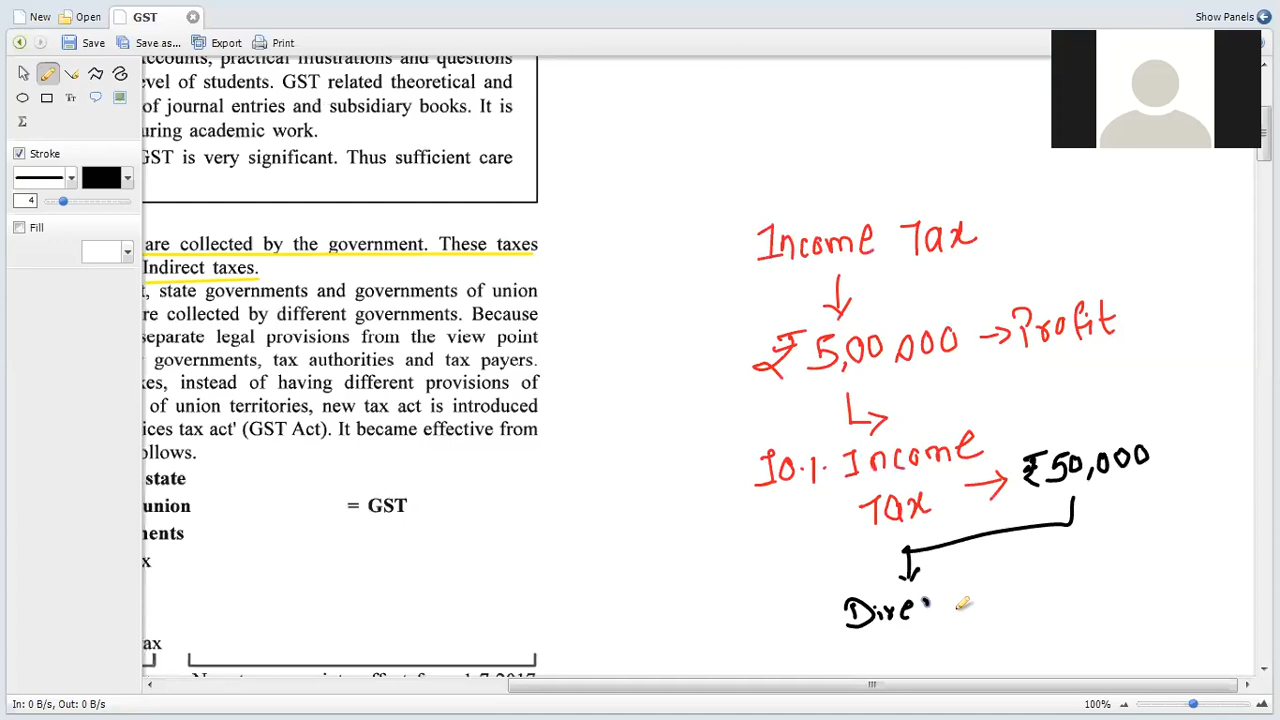 New Open GST Show Panels
Save Save as... Export Print
accounts, practical illustrations and questions
evel of students. GST related theoretical and
of journal entries and subsidiary books. It is
uring academic work.
GST is very significant. Thus sufficient care
Stroke
4
Fill
are collected by the government. These taxes
Indirect taxes.
t, state governments and governments of union
re collected by different governments. Because
separate legal provisions from the view point
governments, tax authorities and tax payers.
xes, instead of having different provisions of
of union territories, new tax act is introduced
ices tax act' (GST Act). It became effective from
ollows.
state
union = GST
ments
x
ax
Income Tax
₹ 5,00,000 → Profit
10% Income Tax → ₹ 50,000
Dire
In: 0 B/s, Out: 0 B/s 100%